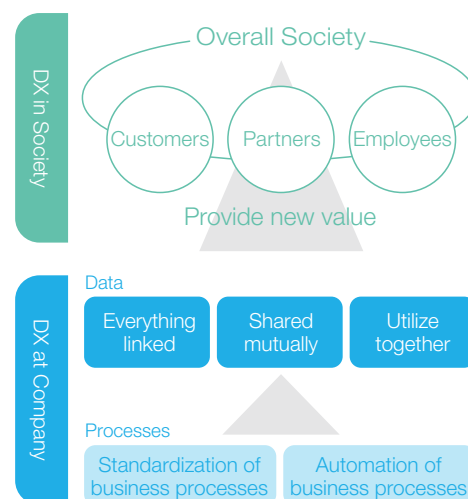 DX in Society
Overall Society
Customers
Partners
Employees
Provide new value
DX at Company
Data
Everything
linked
Shared
mutually
Utilize
together
Processes
Standardization of
business processes
Automation of
business processes